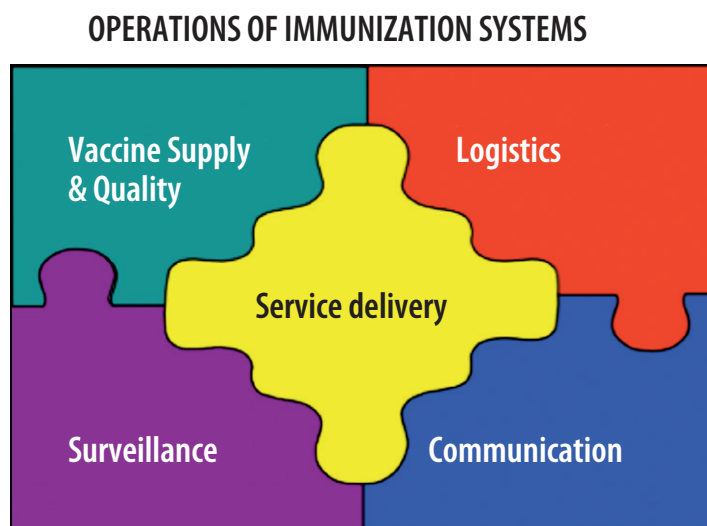 OPERATIONS OF IMMUNIZATION SYSTEMS
Vaccine Supply
& Quality
Logistics
Service delivery
Surveillance
Communication